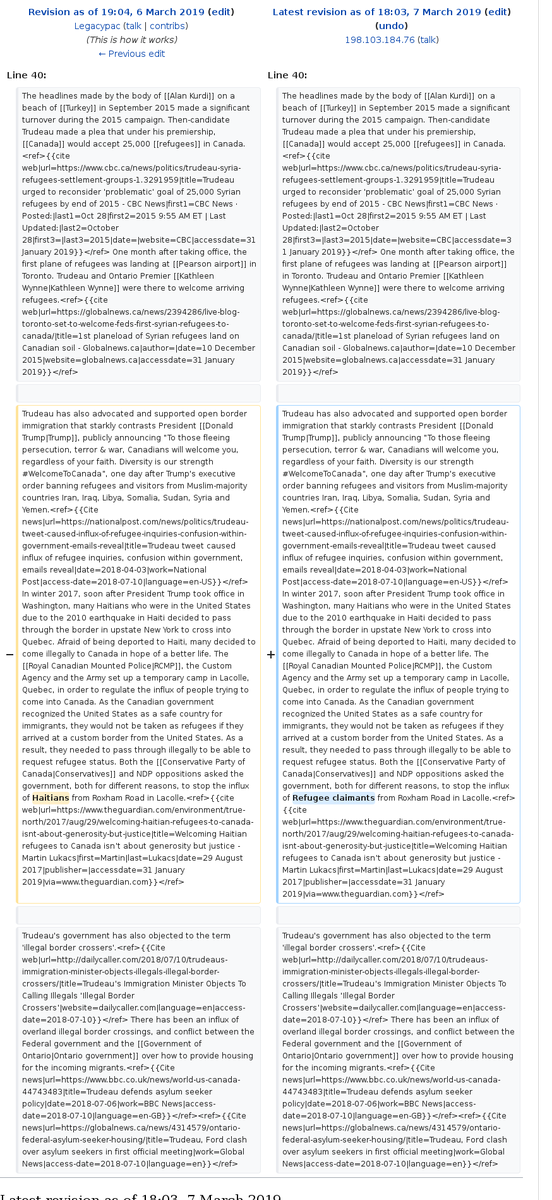 Revision as of 19:04, 6 March 2019 (edit)
Legacypac (talk | contribs)
(This is how it works)
← Previous edit
Latest revision as of 18:03, 7 March 2019 (edit)
(undo)
198.103.184.76 (talk)
Line 40:
The headlines made by the body of [[Alan Kurdi]] on a
beach of [[Turkey]] in September 2015 made a significant
turnover during the 2015 campaign. Then-candidate
Trudeau made a plea that under his premiership,
[[Canada]] would accept 25,000 [[refugees]] in Canada.
<ref>{{cite
web|url=https://www.cbc.ca/news/politics/trudeau-syria-
refugees-settlement-groups-1.3291959|title=Trudeau
urged to reconsider 'problematic' goal of 25,000 Syrian
refugees by end of 2015 - CBC News|first1=CBC News ·
Posted:|last1=Oct 28|first2=2015 9:55 AM ET | Last
Updated:|last2=October
28|first3=|last3=2015|date=|website=CBC|accessdate=31
January 2019}}</ref> One month after taking office, the
first plane of refugees was landing at [[Pearson airport]] in
Toronto. Trudeau and Ontario Premier [[Kathleen
Wynne|Kathleen Wynne]] were there to welcome arriving
refugees.<ref>{{cite
web|url=https://globalnews.ca/news/2394286/live-blog-
toronto-set-to-welcome-feds-first-syrian-refugees-to-
canada/|title=1st planeload of Syrian refugees land on
Canadian soil - Globalnews.ca|author=|date=10 December
2015|website=globalnews.ca|accessdate=31 January
2019}}</ref>
−
Trudeau has also advocated and supported open border
immigration that starkly contrasts President [[Donald
Trump|Trump]], publicly announcing "To those fleeing
persecution, terror & war, Canadians will welcome you,
regardless of your faith. Diversity is our strength
#WelcomeToCanada", one day after Trump's executive
order banning refugees and visitors from Muslim-majority
countries Iran, Iraq, Libya, Somalia, Sudan, Syria and
Yemen.<ref>{{Cite
news|url=https://nationalpost.com/news/politics/trudeau-
tweet-caused-influx-of-refugee-inquiries-confusion-within-
government-emails-reveal|title=Trudeau tweet caused
influx of refugee inquiries, confusion within government,
emails reveal|date=2018-04-03|work=National
Post|access-date=2018-07-10|language=en-US}}</ref>
In winter 2017, soon after President Trump took office in
Washington, many Haitians who were in the United States
due to the 2010 earthquake in Haiti decided to pass
through the border in upstate New York to cross into
Quebec. Afraid of being deported to Haiti, many decided to
come illegally to Canada in hope of a better life. The
[[Royal Canadian Mounted Police|RCMP]], the Custom
Agency and the Army set up a temporary camp in Lacolle,
Quebec, in order to regulate the influx of people trying to
come into Canada. As the Canadian government
recognized the United States as a safe country for
immigrants, they would not be taken as refugees if they
arrived at a custom border from the United States. As a
result, they needed to pass through illegally to be able to
request refugee status. Both the [[Conservative Party of
Canada|Conservatives]] and NDP oppositions asked the
government, both for different reasons, to stop the influx
of Haitians from Roxham Road in Lacolle.<ref>{{cite
web|url=https://www.theguardian.com/environment/true-
north/2017/aug/29/welcoming-haitian-refugees-to-canada-
isnt-about-generosity-but-justice|title=Welcoming Haitian
refugees to Canada isn't about generosity but justice -
Martin Lukacs|first=Martin|last=Lukacs|date=29 August
2017|publisher=|accessdate=31 January
2019|via=www.theguardian.com}}</ref>
Trudeau's government has also objected to the term
'illegal border crossers'.<ref>{{Cite
web|url=http://dailycaller.com/2018/07/10/trudeaus-
immigration-minister-objects-illegals-illegal-border-
crossers/|title=Trudeau's Immigration Minister Objects To
Calling Illegals 'Illegal Border
Crossers'|website=dailycaller.com|language=en|access-
date=2018-07-10}}</ref> There has been an influx of
overland illegal border crossings, and conflict between the
Federal government and the [[Government of
Ontario|Ontario government]] over how to provide housing
for the incoming migrants.<ref>{{Cite
news|url=https://www.bbc.co.uk/news/world-us-canada-
44743483|title=Trudeau defends asylum seeker
policy|date=2018-07-06|work=BBC News|access-
date=2018-07-10|language=en-GB}}</ref><ref>{{Cite
news|url=https://globalnews.ca/news/4314579/ontario-
federal-asylum-seeker-housing/|title=Trudeau, Ford clash
over asylum seekers in first official meeting|work=Global
News|access-date=2018-07-10|language=en}}</ref>
Line 40:
The headlines made by the body of [[Alan Kurdi]] on a
beach of [[Turkey]] in September 2015 made a significant
turnover during the 2015 campaign. Then-candidate
Trudeau made a plea that under his premiership,
[[Canada]] would accept 25,000 [[refugees]] in Canada.
<ref>{{cite
web|url=https://www.cbc.ca/news/politics/trudeau-syria-
refugees-settlement-groups-1.3291959|title=Trudeau
urged to reconsider 'problematic' goal of 25,000 Syrian
refugees by end of 2015 - CBC News|first1=CBC News ·
Posted:|last1=Oct 28|first2=2015 9:55 AM ET | Last
Updated:|last2=October
28|first3=|last3=2015|date=|website=CBC|accessdate=3
1 January 2019}}</ref> One month after taking office, the
first plane of refugees was landing at [[Pearson airport]]
in Toronto. Trudeau and Ontario Premier [[Kathleen
Wynne|Kathleen Wynne]] were there to welcome arriving
refugees.<ref>{{cite
web|url=https://globalnews.ca/news/2394286/live-blog-
toronto-set-to-welcome-feds-first-syrian-refugees-to-
canada/|title=1st planeload of Syrian refugees land on
Canadian soil - Globalnews.ca|author=|date=10 December
2015|website=globalnews.ca|accessdate=31 January
2019}}</ref>
+
Trudeau has also advocated and supported open border
immigration that starkly contrasts President [[Donald
Trump|Trump]], publicly announcing "To those fleeing
persecution, terror & war, Canadians will welcome you,
regardless of your faith. Diversity is our strength
#WelcomeToCanada", one day after Trump's executive
order banning refugees and visitors from Muslim-majority
countries Iran, Iraq, Libya, Somalia, Sudan, Syria and
Yemen.<ref>{{Cite
news|url=https://nationalpost.com/news/politics/trudeau-
tweet-caused-influx-of-refugee-inquiries-confusion-within-
government-emails-reveal|title=Trudeau tweet caused
influx of refugee inquiries, confusion within government,
emails reveal|date=2018-04-03|work=National
Post|access-date=2018-07-10|language=en-US}}</ref>
In winter 2017, soon after President Trump took office in
Washington, many Haitians who were in the United States
due to the 2010 earthquake in Haiti decided to pass
through the border in upstate New York to cross into
Quebec. Afraid of being deported to Haiti, many decided to
come illegally to Canada in hope of a better life. The
[[Royal Canadian Mounted Police|RCMP]], the Custom
Agency and the Army set up a temporary camp in Lacolle,
Quebec, in order to regulate the influx of people trying to
come into Canada. As the Canadian government
recognized the United States as a safe country for
immigrants, they would not be taken as refugees if they
arrived at a custom border from the United States. As a
result, they needed to pass through illegally to be able to
request refugee status. Both the [[Conservative Party of
Canada|Conservatives]] and NDP oppositions asked the
government, both for different reasons, to stop the influx
of Refugee claimants from Roxham Road in Lacolle.<ref>
{{cite
web|url=https://www.theguardian.com/environment/true-
north/2017/aug/29/welcoming-haitian-refugees-to-canada-
isnt-about-generosity-but-justice|title=Welcoming Haitian
refugees to Canada isn't about generosity but justice -
Martin Lukacs|first=Martin|last=Lukacs|date=29 August
2017|publisher=|accessdate=31 January
2019|via=www.theguardian.com}}</ref>
Trudeau's government has also objected to the term
'illegal border crossers'.<ref>{{Cite
web|url=http://dailycaller.com/2018/07/10/trudeaus-
immigration-minister-objects-illegals-illegal-border-
crossers/|title=Trudeau's Immigration Minister Objects To
Calling Illegals 'Illegal Border
Crossers'|website=dailycaller.com|language=en|access-
date=2018-07-10}}</ref> There has been an influx of
overland illegal border crossings, and conflict between the
Federal government and the [[Government of
Ontario|Ontario government]] over how to provide housing
for the incoming migrants.<ref>{{Cite
news|url=https://www.bbc.co.uk/news/world-us-canada-
44743483|title=Trudeau defends asylum seeker
policy|date=2018-07-06|work=BBC News|access-
date=2018-07-10|language=en-GB}}</ref><ref>{{Cite
news|url=https://globalnews.ca/news/4314579/ontario-
federal-asylum-seeker-housing/|title=Trudeau, Ford clash
over asylum seekers in first official meeting|work=Global
News|access-date=2018-07-10|language=en}}</ref>
Latest revision as of 18:03, 7 March 2019